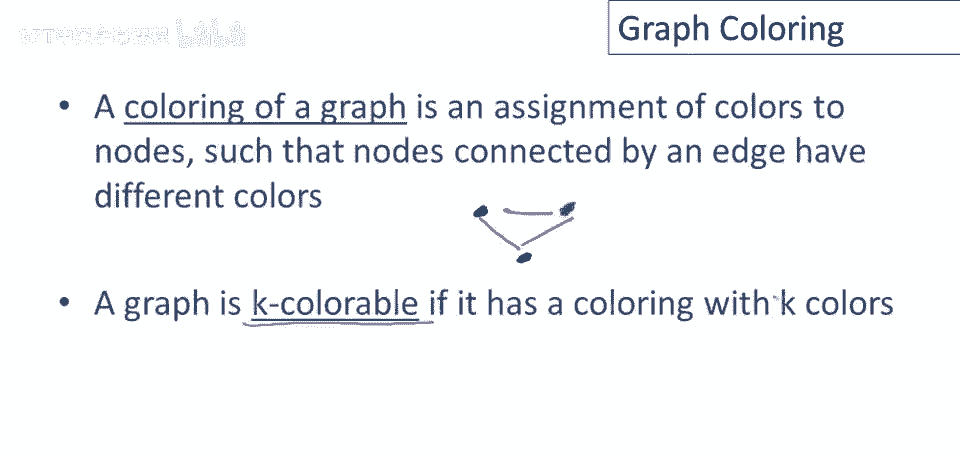 Graph Coloring
• A coloring of a graph is an assignment of colors to
nodes, such that nodes connected by an edge have
different colors
• A graph is k-colorable if it has a coloring with k colors